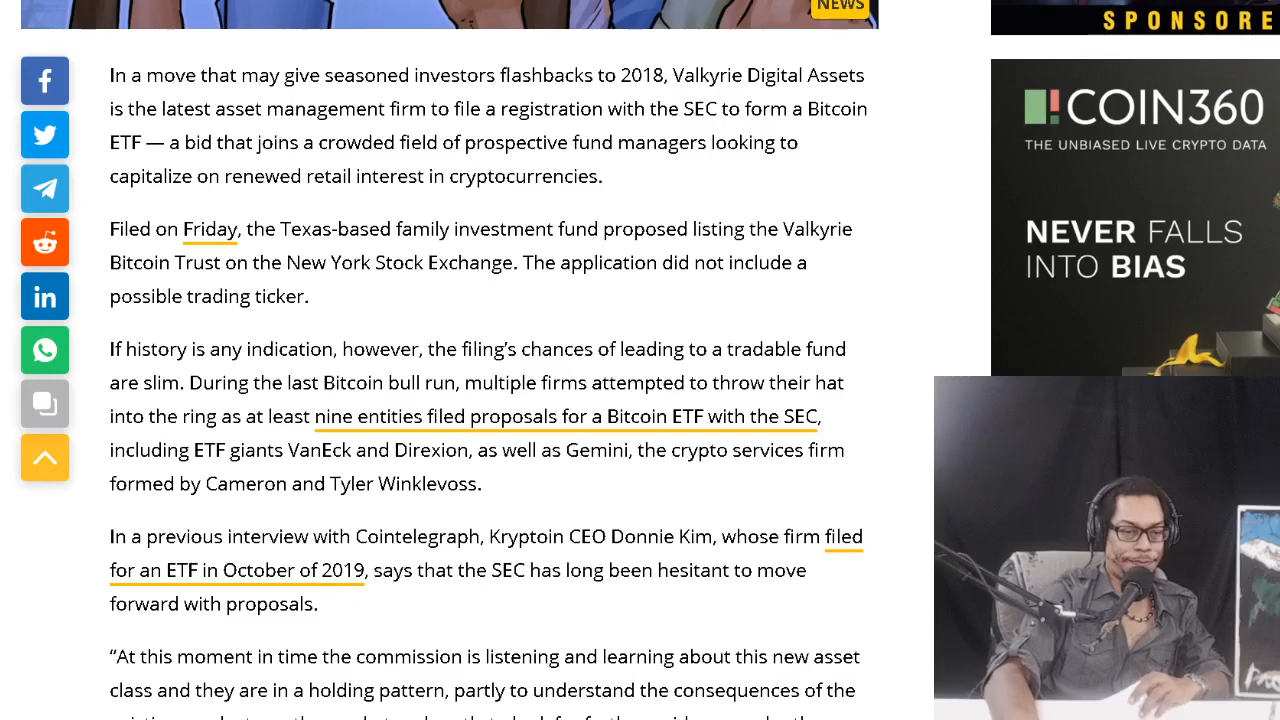 NEWS
SPONSORE
In a move that may give seasoned investors flashbacks to 2018, Valkyrie Digital Assets
is the latest asset management firm to file a registration with the SEC to form a Bitcoin
ETF — a bid that joins a crowded field of prospective fund managers looking to
capitalize on renewed retail interest in cryptocurrencies.
Filed on Friday, the Texas-based family investment fund proposed listing the Valkyrie
Bitcoin Trust on the New York Stock Exchange. The application did not include a
possible trading ticker.
If history is any indication, however, the filing’s chances of leading to a tradable fund
are slim. During the last Bitcoin bull run, multiple firms attempted to throw their hat
into the ring as at least nine entities filed proposals for a Bitcoin ETF with the SEC,
including ETF giants VanEck and Direxion, as well as Gemini, the crypto services firm
formed by Cameron and Tyler Winklevoss.
In a previous interview with Cointelegraph, Kryptoin CEO Donnie Kim, whose firm filed
for an ETF in October of 2019, says that the SEC has long been hesitant to move
forward with proposals.
“At this moment in time the commission is listening and learning about this new asset
class and they are in a holding pattern, partly to understand the consequences of the
COIN360
THE UNBIASED LIVE CRYPTO DATA
NEVER FALLS
INTO BIAS